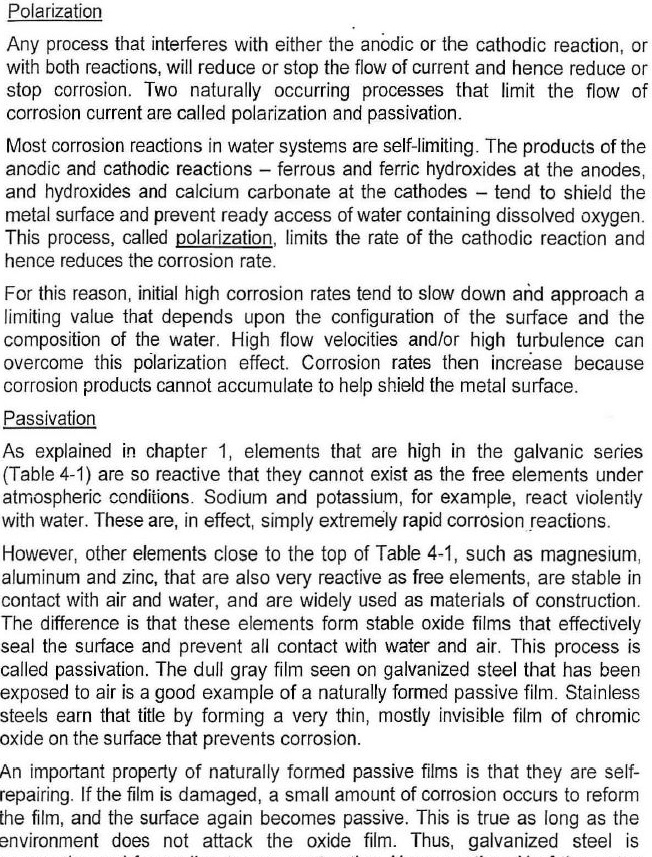 Polarization
Any process that interferes with either the anodic or the cathodic reaction, or
with both reactions, will reduce or stop the flow of current and hence reduce or
stop corrosion. Two naturally occurring processes that limit the flow of
corrosion current are called polarization and passivation.
Most corrosion reactions in water systems are self-limiting. The products of the
anodic and cathodic reactions – ferrous and ferric hydroxides at the anodes,
and hydroxides and calcium carbonate at the cathodes – tend to shield the
metal surface and prevent ready access of water containing dissolved oxygen.
This process, called polarization, limits the rate of the cathodic reaction and
hence reduces the corrosion rate.
For this reason, initial high corrosion rates tend to slow down and approach a
limiting value that depends upon the configuration of the surface and the
composition of the water. High flow velocities and/or high turbulence can
overcome this polarization effect. Corrosion rates then increase because
corrosion products cannot accumulate to help shield the metal surface.
Passivation
As explained in chapter 1, elements that are high in the galvanic series
(Table 4-1) are so reactive that they cannot exist as the free elements under
atmospheric conditions. Sodium and potassium, for example, react violently
with water. These are, in effect, simply extremely rapid corrosion reactions.
However, other elements close to the top of Table 4-1, such as magnesium,
aluminum and zinc, that are also very reactive as free elements, are stable in
contact with air and water, and are widely used as materials of construction.
The difference is that these elements form stable oxide films that effectively
seal the surface and prevent all contact with water and air. This process is
called passivation. The dull gray film seen on galvanized steel that has been
exposed to air is a good example of a naturally formed passive film. Stainless
steels earn that title by forming a very thin, mostly invisible film of chromic
oxide on the surface that prevents corrosion.
An important property of naturally formed passive films is that they are self-
repairing. If the film is damaged, a small amount of corrosion occurs to reform
the film, and the surface again becomes passive. This is true as long as the
environment does not attack the oxide film. Thus, galvanized steel is